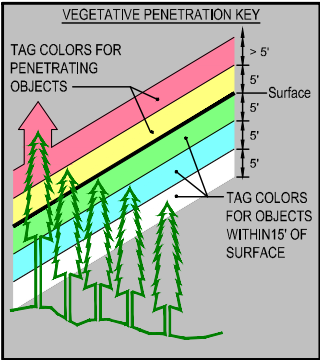 VEGETATIVE PENETRATION KEY
TAG COLORS FOR
PENETRATING
OBJECTS
> 5'
5'
Surface
5'
5'
5'
TAG COLORS
FOR OBJECTS
WITHIN15' OF
SURFACE